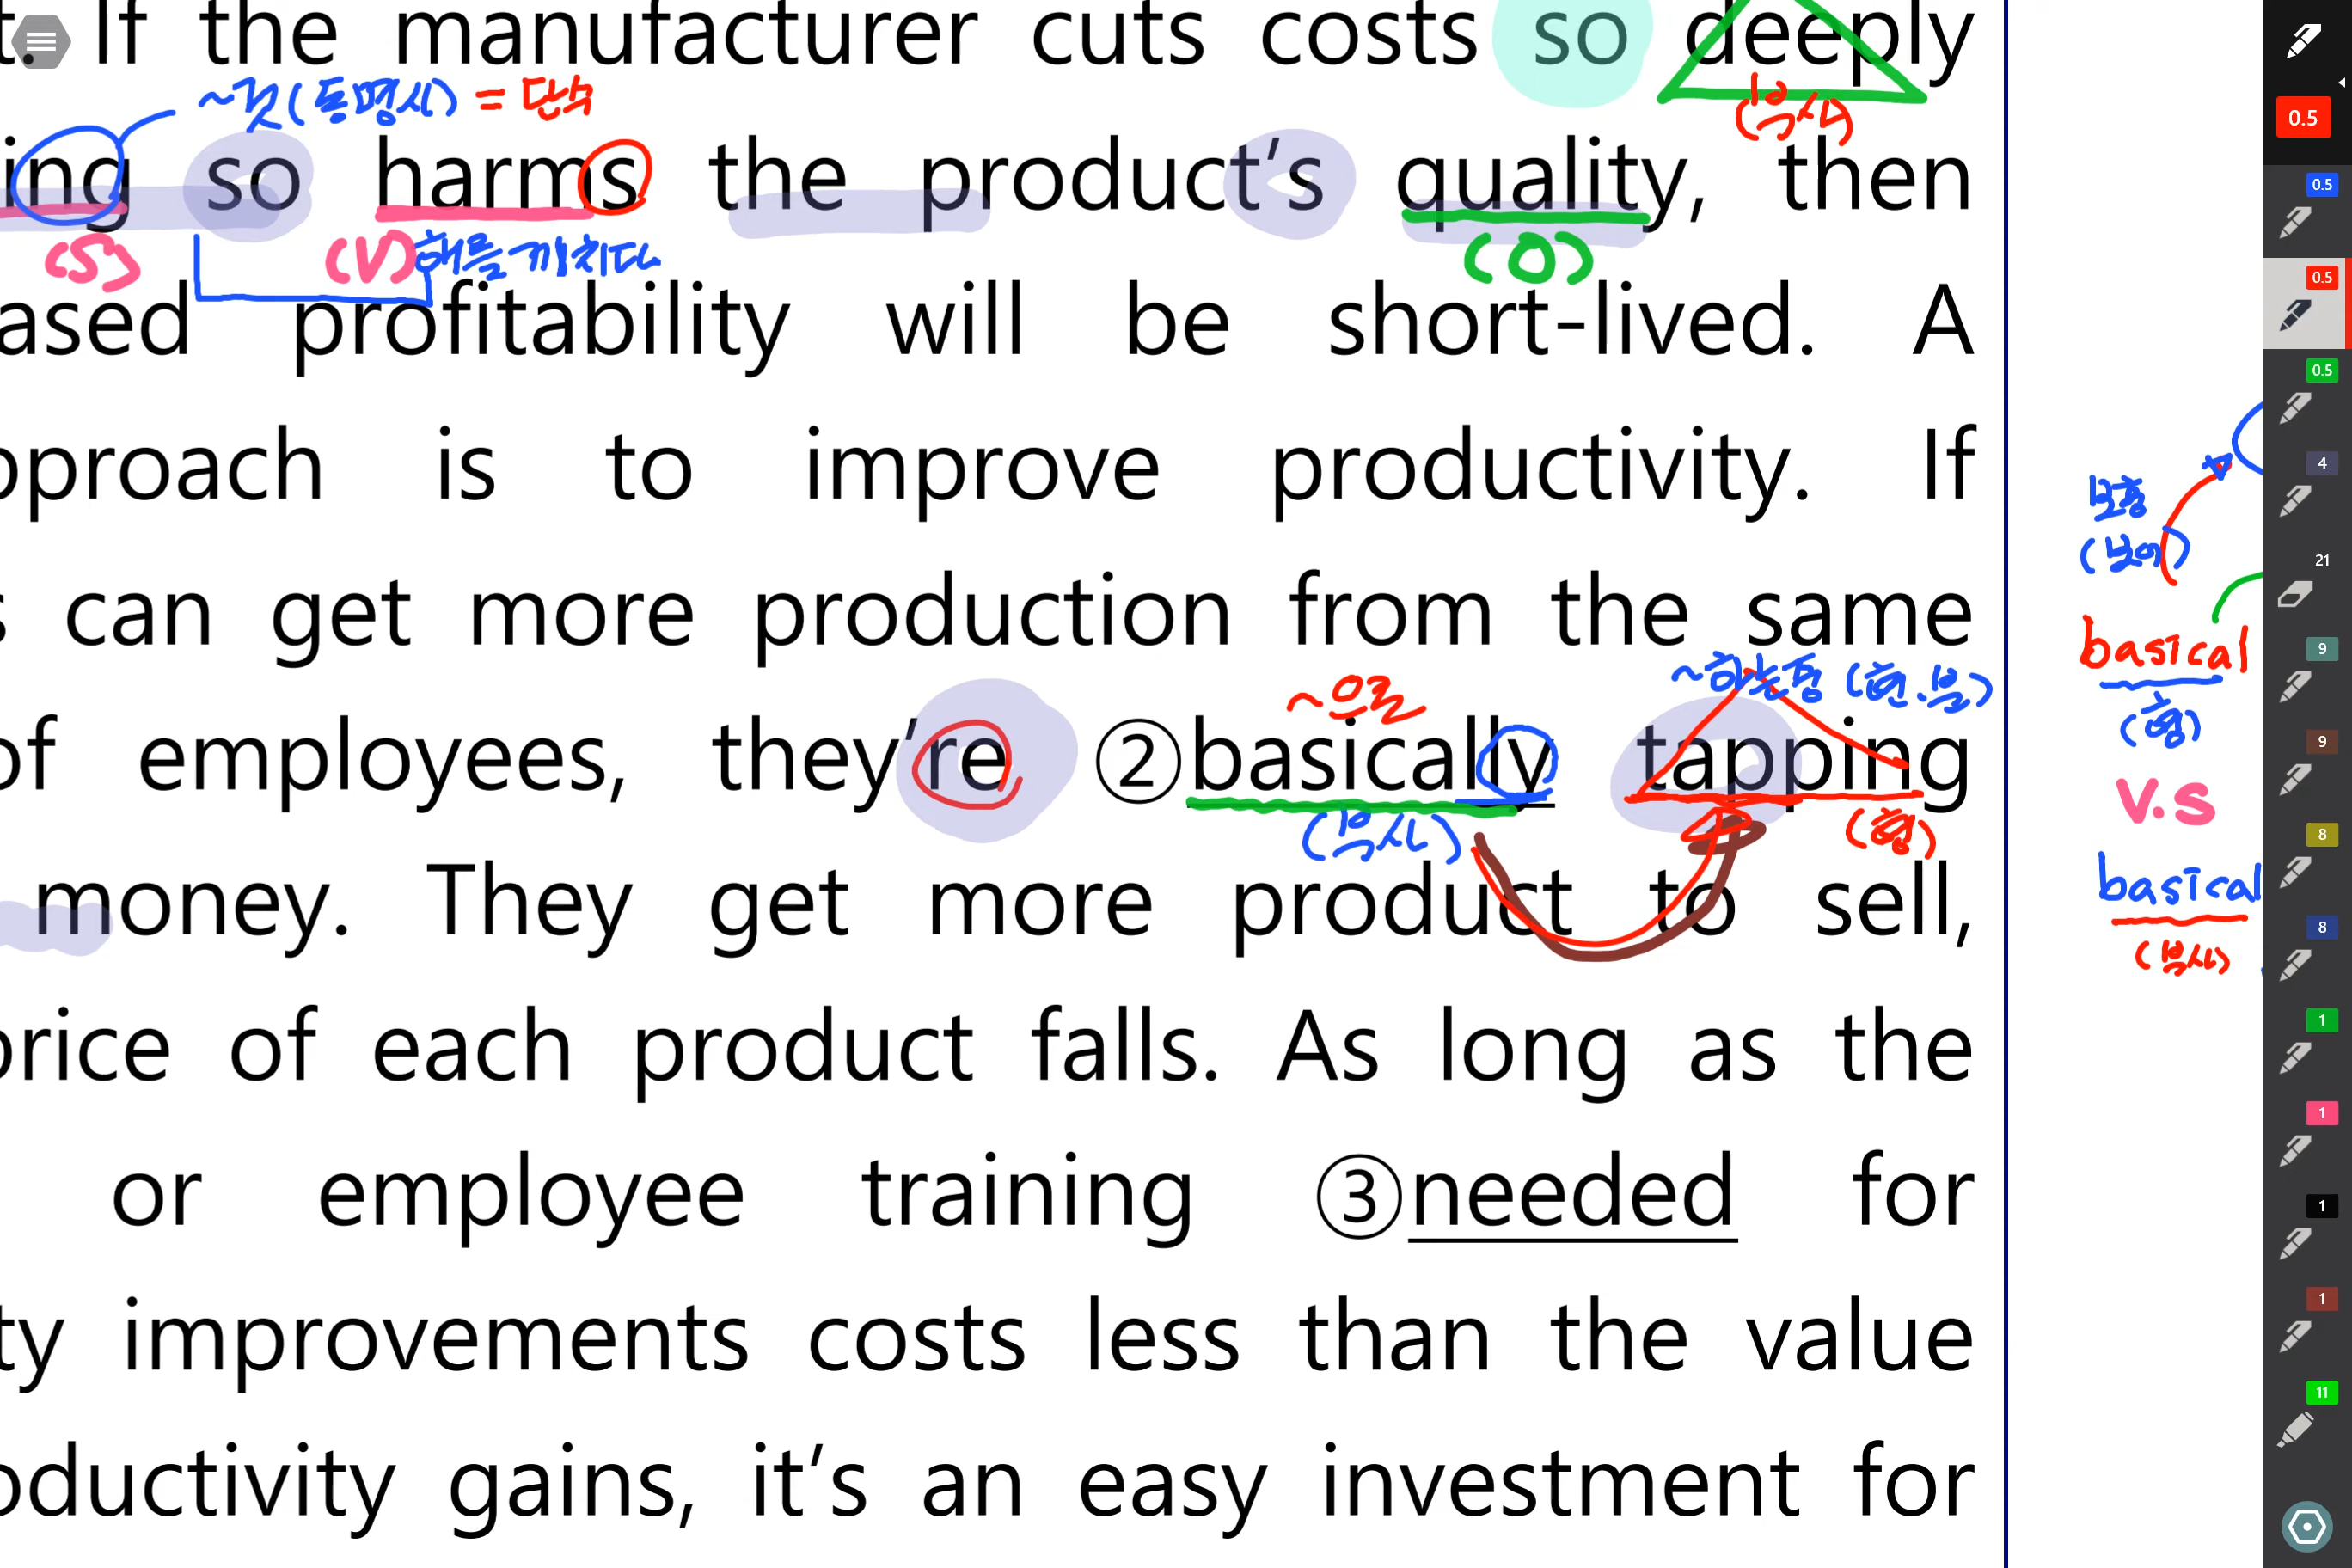 t. If the manufacturer cuts costs so deeply
~것(동명사) = 단수
(부사)
ing so harms the product's quality, then
(S) (V) 해를 끼치다 (O)
ased profitability will be short-lived. A
pproach is to improve productivity. If
보충
(보어)
s can get more production from the same
basical
~으로 ~하는 중 (현.분)
(형)
of employees, they're ②basically tapping
V.S
(부사) (형)
money. They get more product to sell,
basical
(부사)
price of each product falls. As long as the
or employee training ③needed for
ty improvements costs less than the value
oductivity gains, it's an easy investment for
0.5
0.5
0.5
0.5
4
21
9
9
8
8
1
1
1
1
11